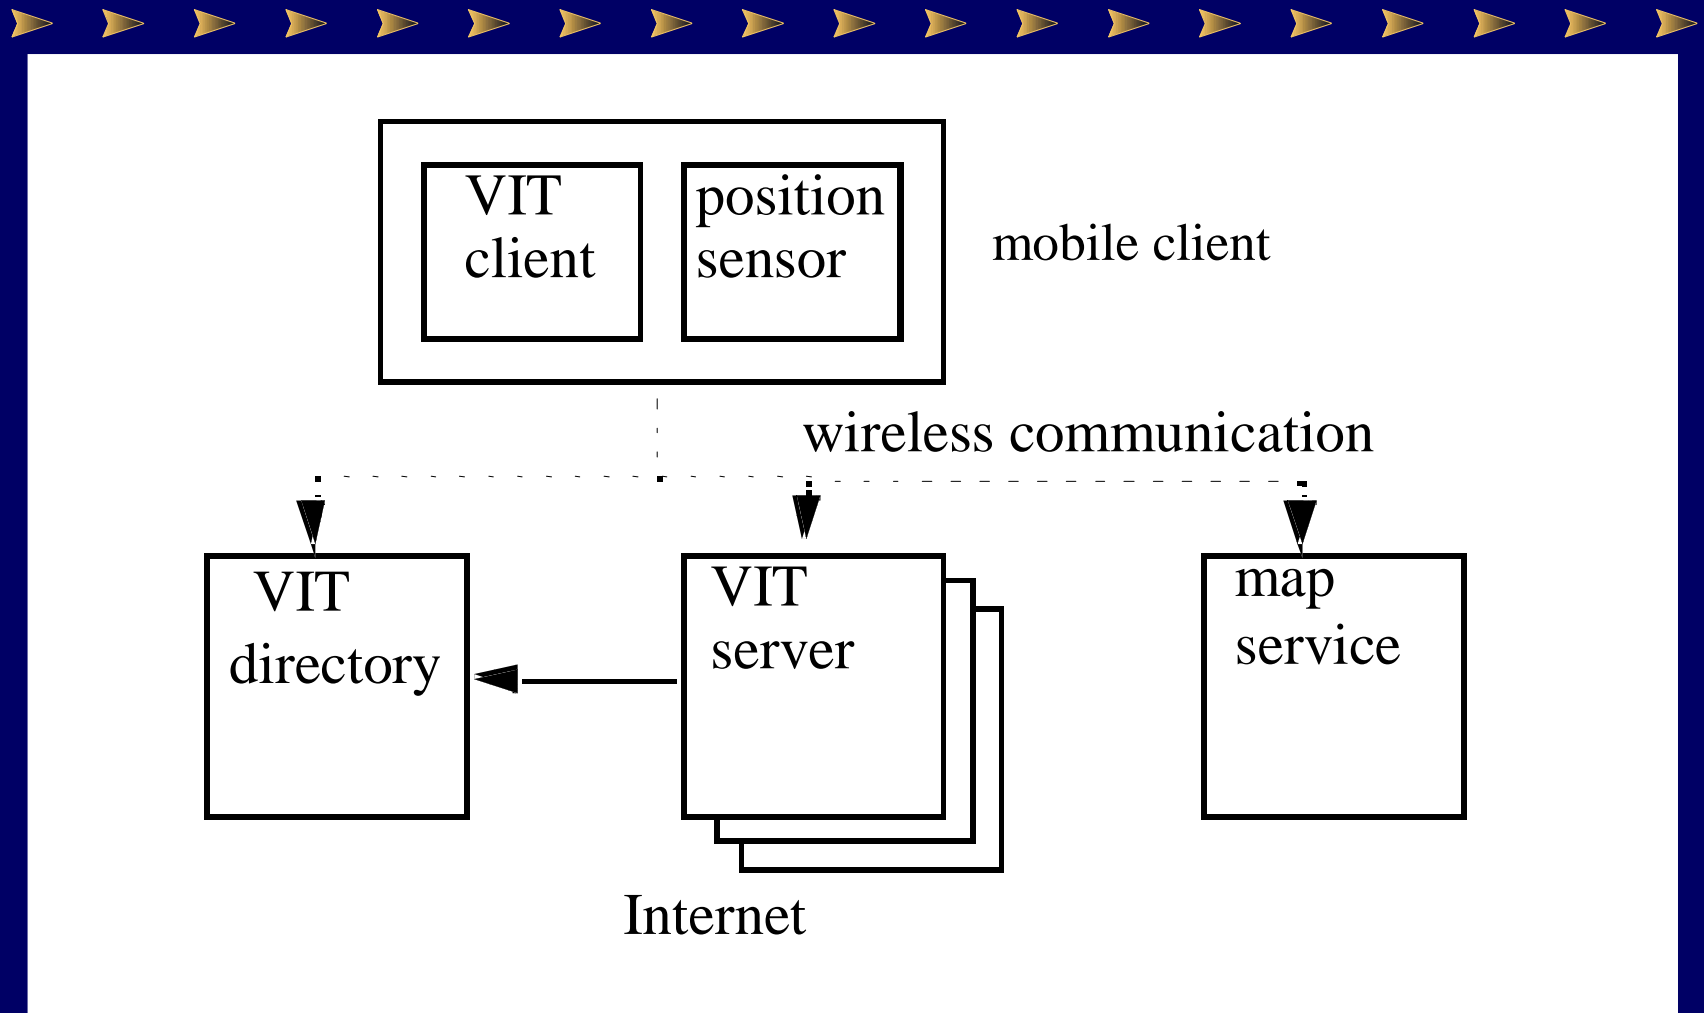 VIT
client
position
sensor
mobile client
wireless communication
VIT
directory
VIT
server
map
service
Internet